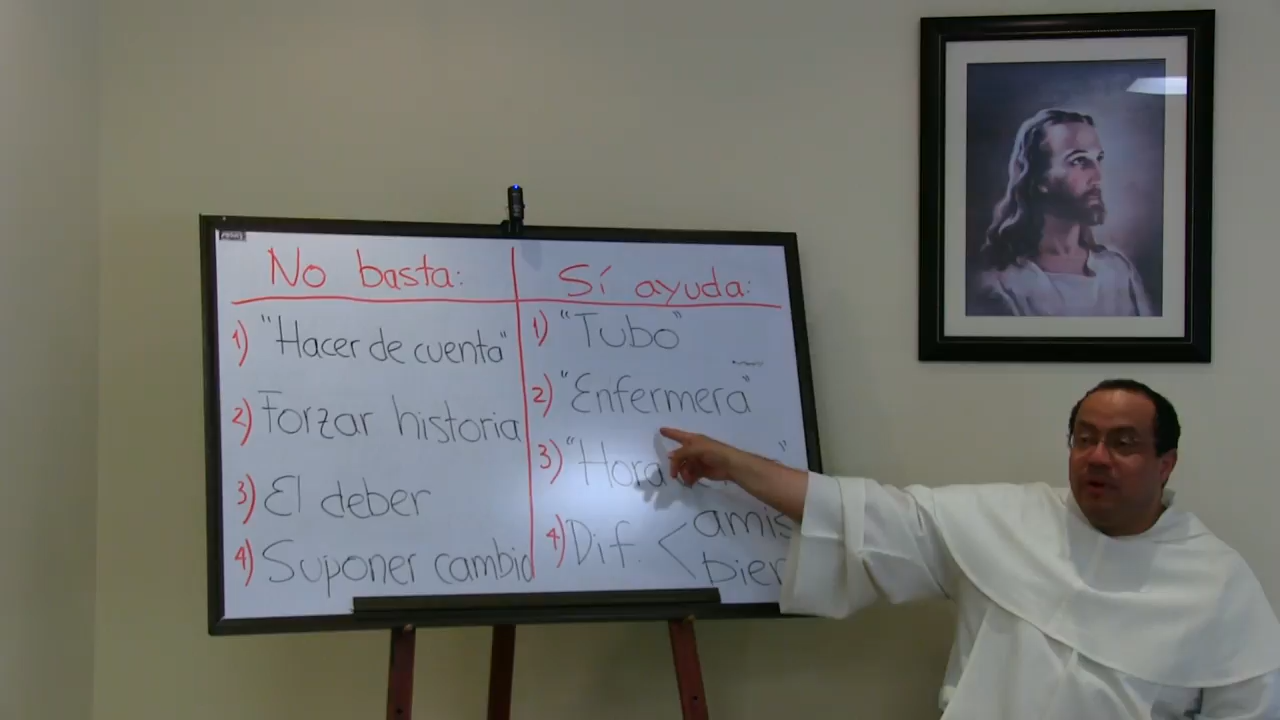 No basta:
1) "Hacer de cuenta"
2) Forzar historia
3) El deber
4) Suponer cambio
Sí ayuda:
1) "Tubo"
2) "Enfermera"
3) "Hora
4) Dif. < amis
bien